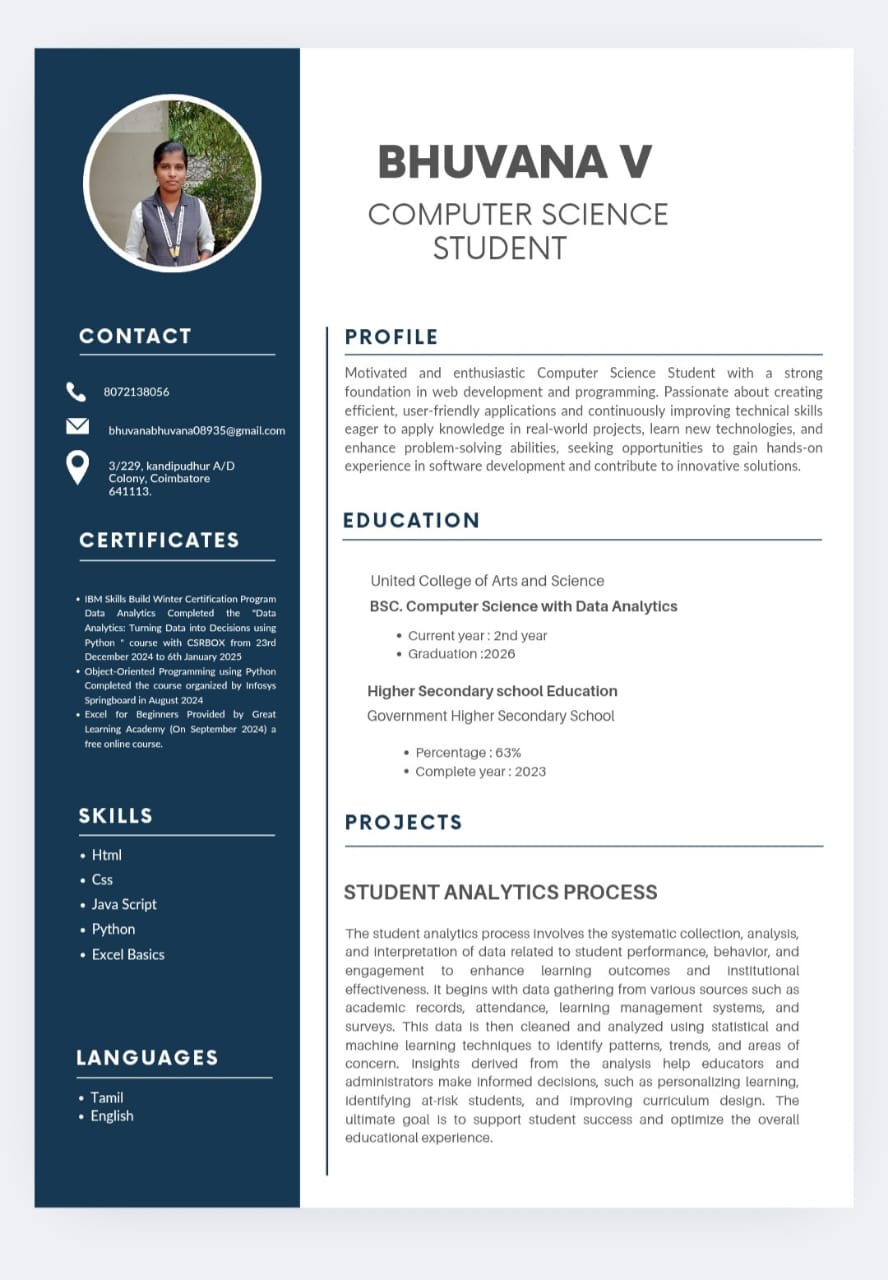 BHUVANA V
COMPUTER SCIENCE
STUDENT
CONTACT
8072138056
bhuvanabhuvana08935@gmail.com
3/229, kandipudhur A/D
Colony, Coimbatore
641113.
CERTIFICATES
• IBM Skills Build Winter Certification Program
Data Analytics Completed the "Data
Analytics: Turning Data into Decisions using
Python " course with CSRBOX from 23rd
December 2024 to 6th January 2025
• Object-Oriented Programming using Python
Completed the course organized by Infosys
Springboard in August 2024
• Excel for Beginners Provided by Great
Learning Academy (On September 2024) a
free online course.
SKILLS
• Html
• Css
• Java Script
• Python
• Excel Basics
LANGUAGES
• Tamil
• English
PROFILE
Motivated and enthusiastic Computer Science Student with a strong
foundation in web development and programming. Passionate about creating
efficient, user-friendly applications and continuously improving technical skills
eager to apply knowledge in real-world projects, learn new technologies, and
enhance problem-solving abilities, seeking opportunities to gain hands-on
experience in software development and contribute to innovative solutions.
EDUCATION
United College of Arts and Science
BSC. Computer Science with Data Analytics
• Current year : 2nd year
• Graduation :2026
Higher Secondary school Education
Government Higher Secondary School
• Percentage : 63%
• Complete year : 2023
PROJECTS
STUDENT ANALYTICS PROCESS
The student analytics process involves the systematic collection, analysis,
and interpretation of data related to student performance, behavior, and
engagement to enhance learning outcomes and institutional
effectiveness. It begins with data gathering from various sources such as
academic records, attendance, learning management systems, and
surveys. This data is then cleaned and analyzed using statistical and
machine learning techniques to identify patterns, trends, and areas of
concern. Insights derived from the analysis help educators and
administrators make informed decisions, such as personalizing learning,
identifying at-risk students, and improving curriculum design. The
ultimate goal is to support student success and optimize the overall
educational experience.